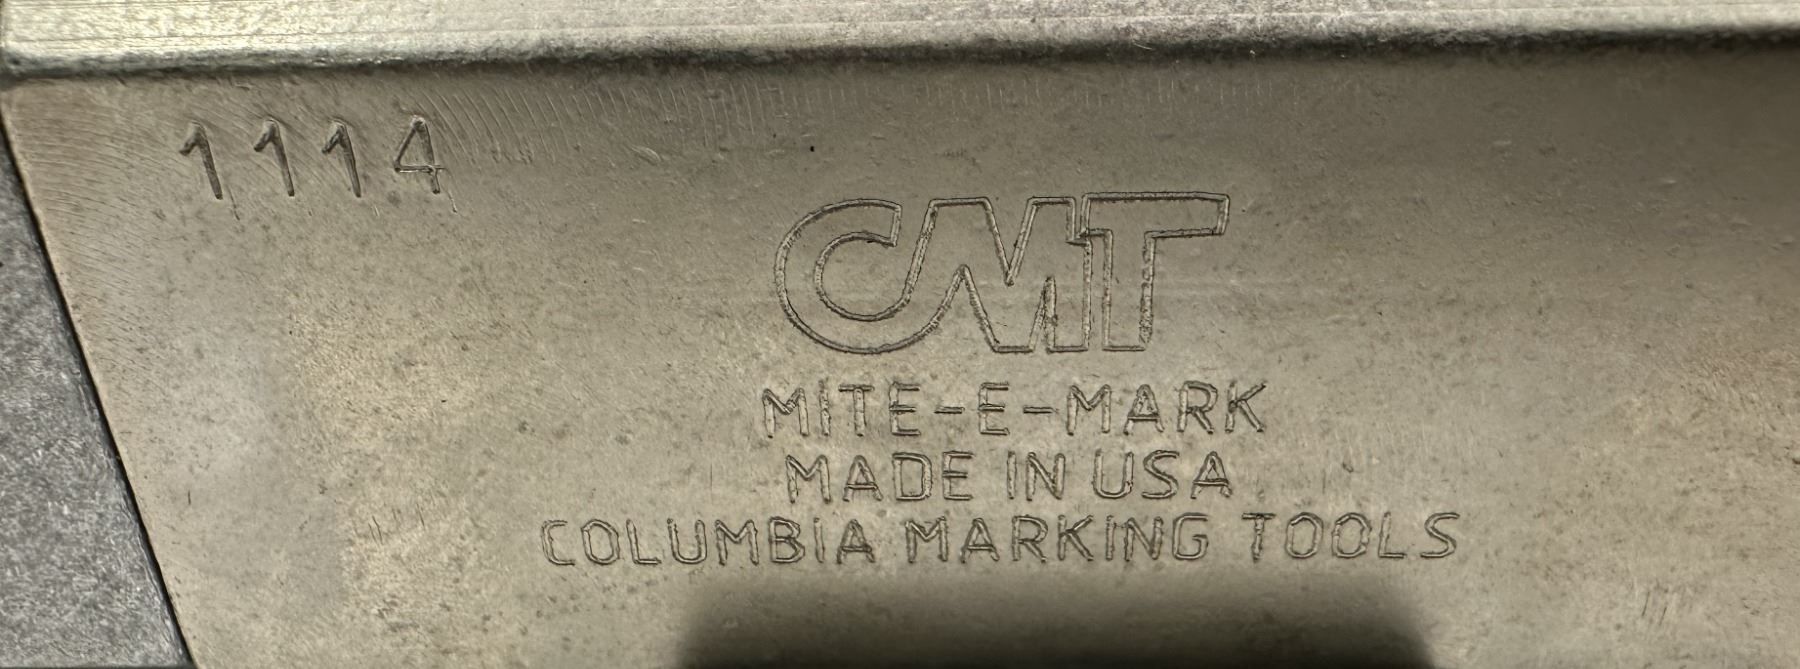 1114
CMT
MITE-E-MARK
MADE IN USA
COLUMBIA MARKING TOOLS